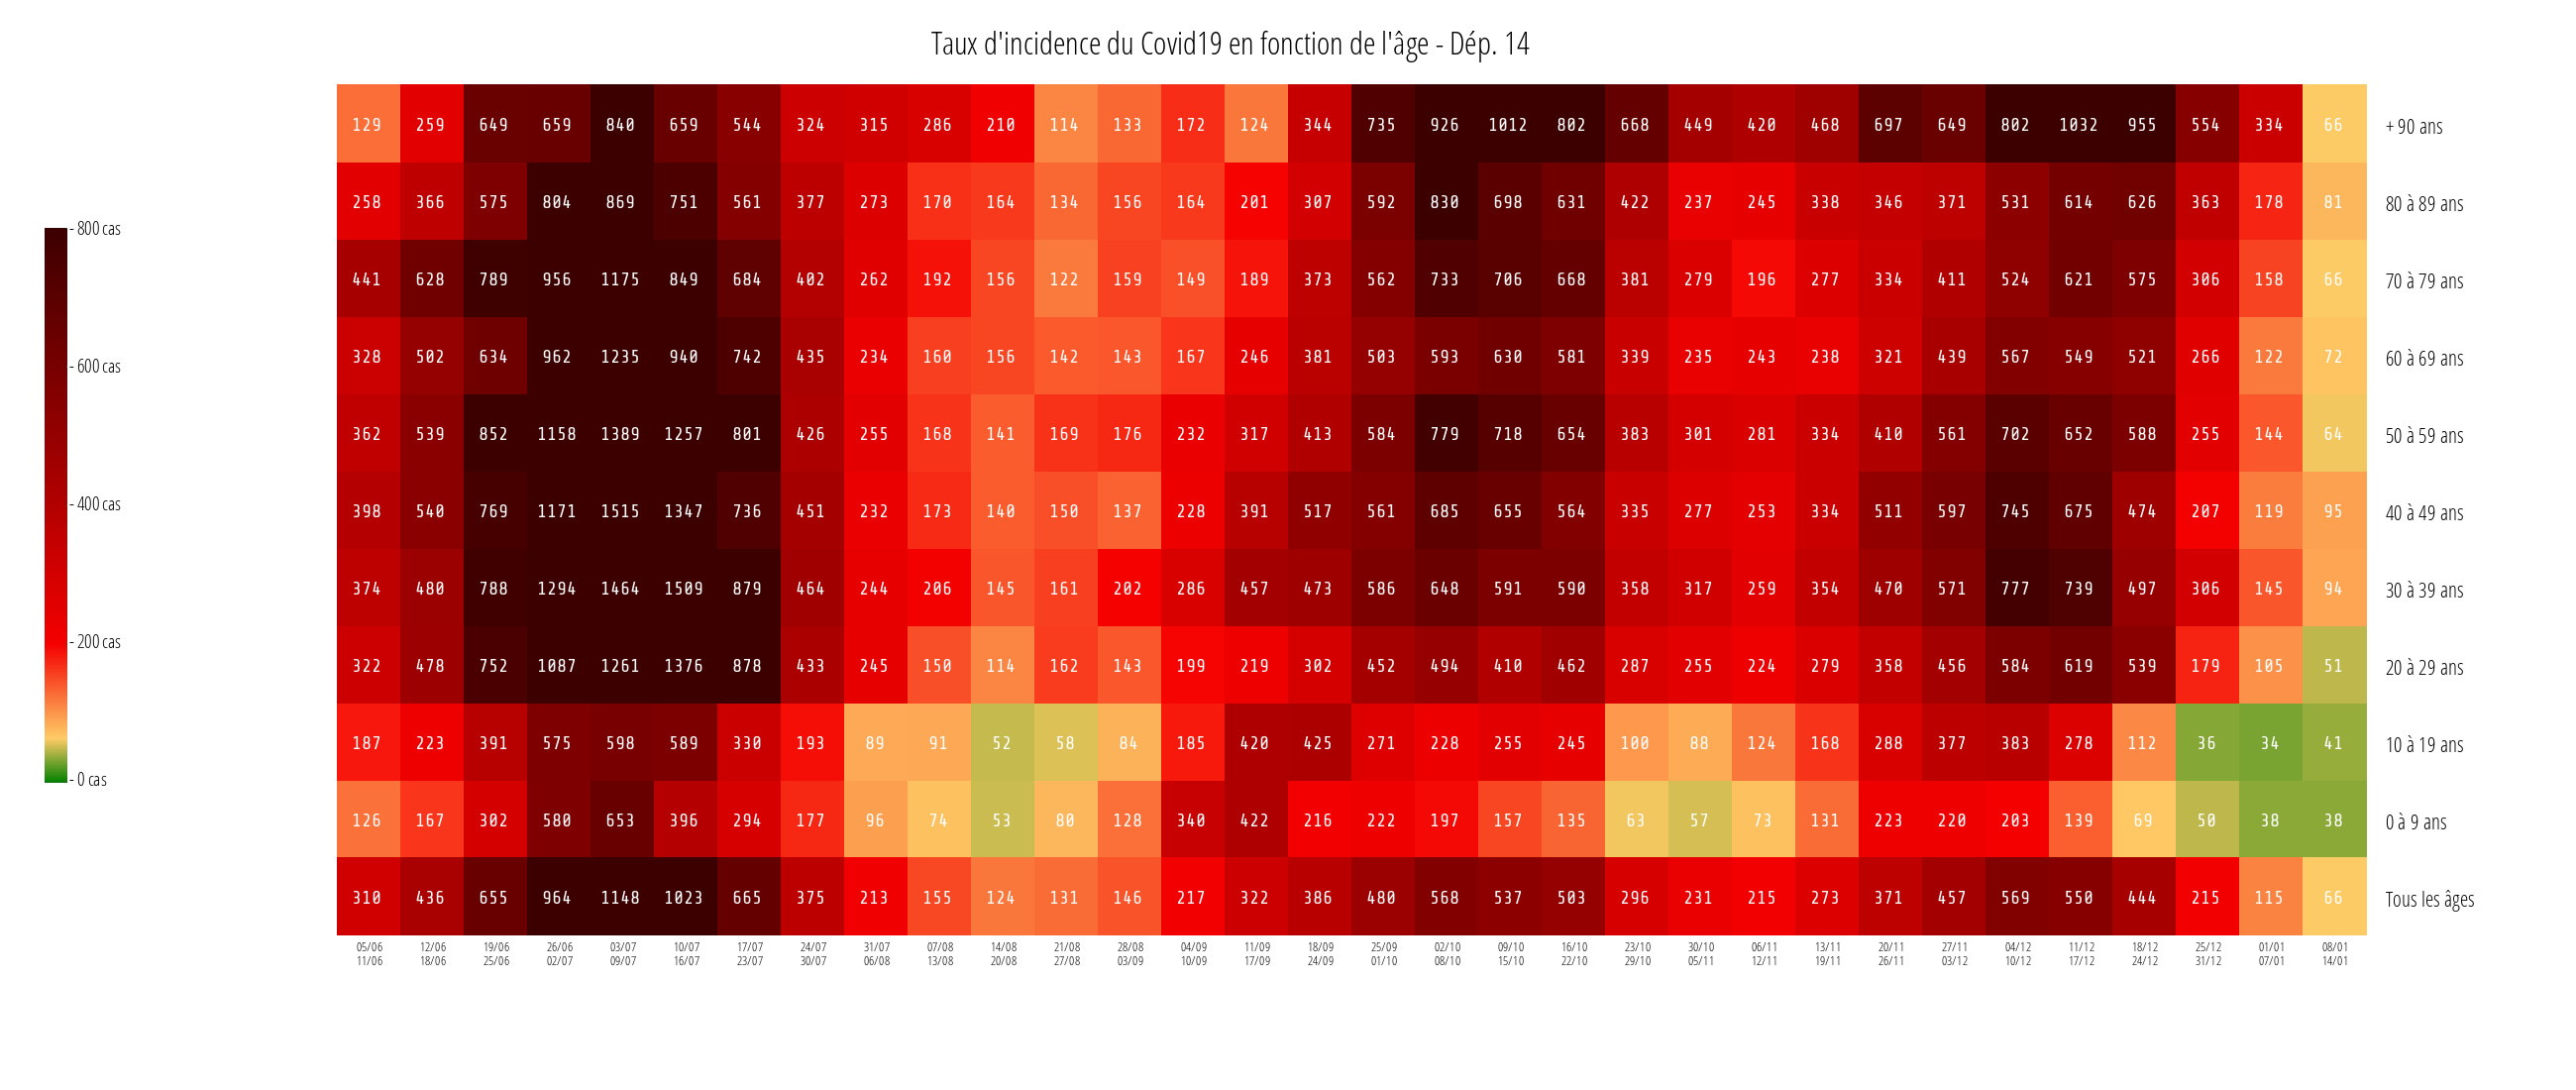 Taux d'incidence du Covid19 en fonction de l'âge - Dép. 14
129 259 649 659 840 659 544 324 315 286 210 114 133 172 124 344 735 926 1012 802 668 449 420 468 697 649 802 1032 955 554 334 66 + 90 ans
258 366 575 804 869 751 561 377 273 170 164 134 156 164 201 307 592 830 698 631 422 237 245 338 346 371 531 614 626 363 178 81 80 à 89 ans
441 628 789 956 1175 849 684 402 262 192 156 122 159 149 189 373 562 733 706 668 381 279 196 277 334 411 524 621 575 306 158 66 70 à 79 ans
328 502 634 962 1235 940 742 435 234 160 156 142 143 167 246 381 503 593 630 581 339 235 243 238 321 439 567 549 521 266 122 72 60 à 69 ans
362 539 852 1158 1389 1257 801 426 255 168 141 169 176 232 317 413 584 779 718 654 383 301 281 334 410 561 702 652 588 255 144 64 50 à 59 ans
398 540 769 1171 1515 1347 736 451 232 173 140 150 137 228 391 517 561 685 655 564 335 277 253 334 511 597 745 675 474 207 119 95 40 à 49 ans
374 480 788 1294 1464 1509 879 464 244 206 145 161 202 286 457 473 586 648 591 590 358 317 259 354 470 571 777 739 497 306 145 94 30 à 39 ans
322 478 752 1087 1261 1376 878 433 245 150 114 162 143 199 219 302 452 494 410 462 287 255 224 279 358 456 584 619 539 179 105 51 20 à 29 ans
187 223 391 575 598 589 330 193 89 91 52 58 84 185 420 425 271 228 255 245 100 88 124 168 288 377 383 278 112 36 34 41 10 à 19 ans
126 167 302 580 653 396 294 177 96 74 53 80 128 340 422 216 222 197 157 135 63 57 73 131 223 220 203 139 69 50 38 38 0 à 9 ans
310 436 655 964 1148 1023 665 375 213 155 124 131 146 217 322 386 480 568 537 503 296 231 215 273 371 457 569 550 444 215 115 66 Tous les âges
05/06 12/06 19/06 26/06 03/07 10/07 17/07 24/07 31/07 07/08 14/08 21/08 28/08 04/09 11/09 18/09 25/09 02/10 09/10 16/10 23/10 30/10 06/11 13/11 20/11 27/11 04/12 11/12 18/12 25/12 01/01 08/01
11/06 18/06 25/06 02/07 09/07 16/07 23/07 30/07 06/08 13/08 20/08 27/08 03/09 10/09 17/09 24/09 01/10 08/10 15/10 22/10 29/10 05/11 12/11 19/11 26/11 03/12 10/12 17/12 24/12 31/12 07/01 14/01
- 800 cas
- 600 cas
- 400 cas
- 200 cas
- 0 cas